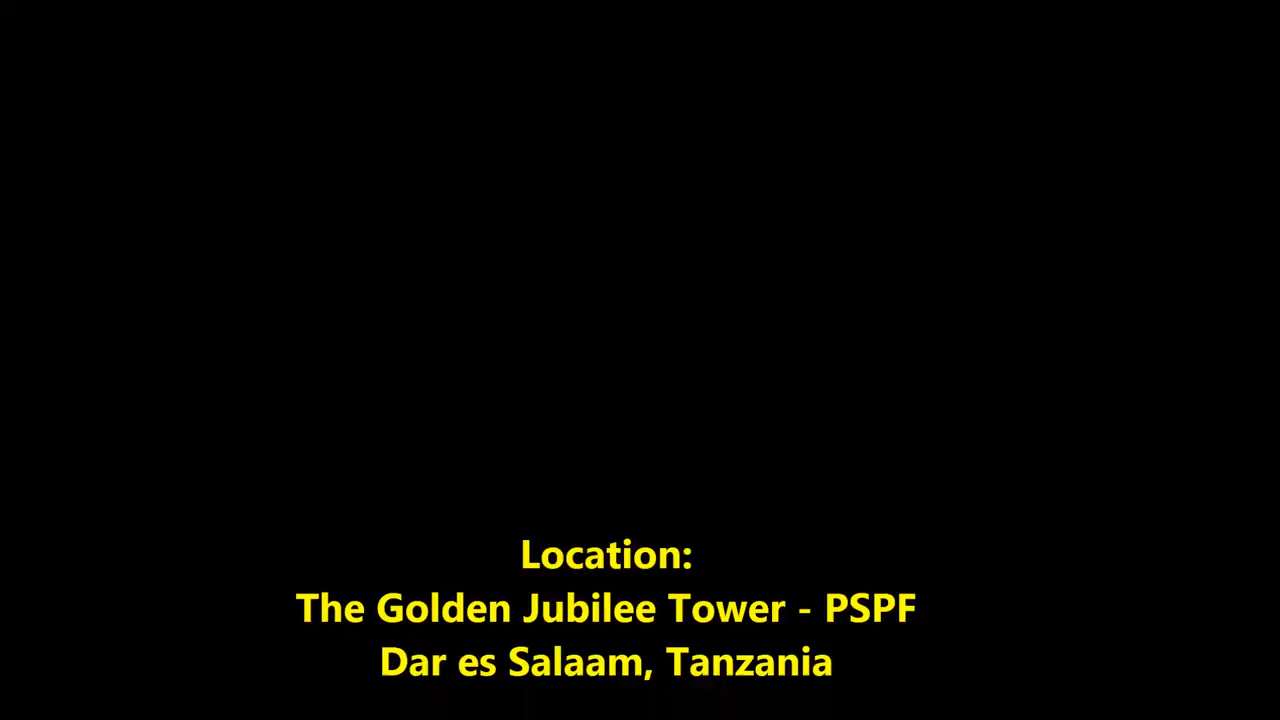 Location:
The Golden Jubilee Tower - PSPF
Dar es Salaam, Tanzania